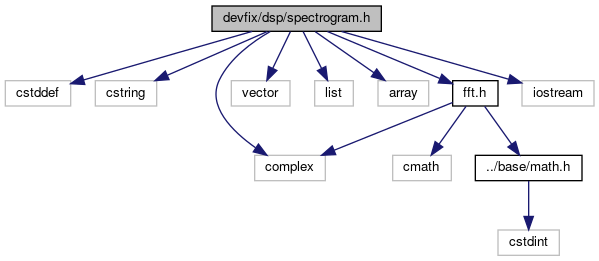 devfix/dsp/spectrogram.h
cstddef
cstring
vector
list
array
fft.h
iostream
complex
cmath
../base/math.h
cstdint